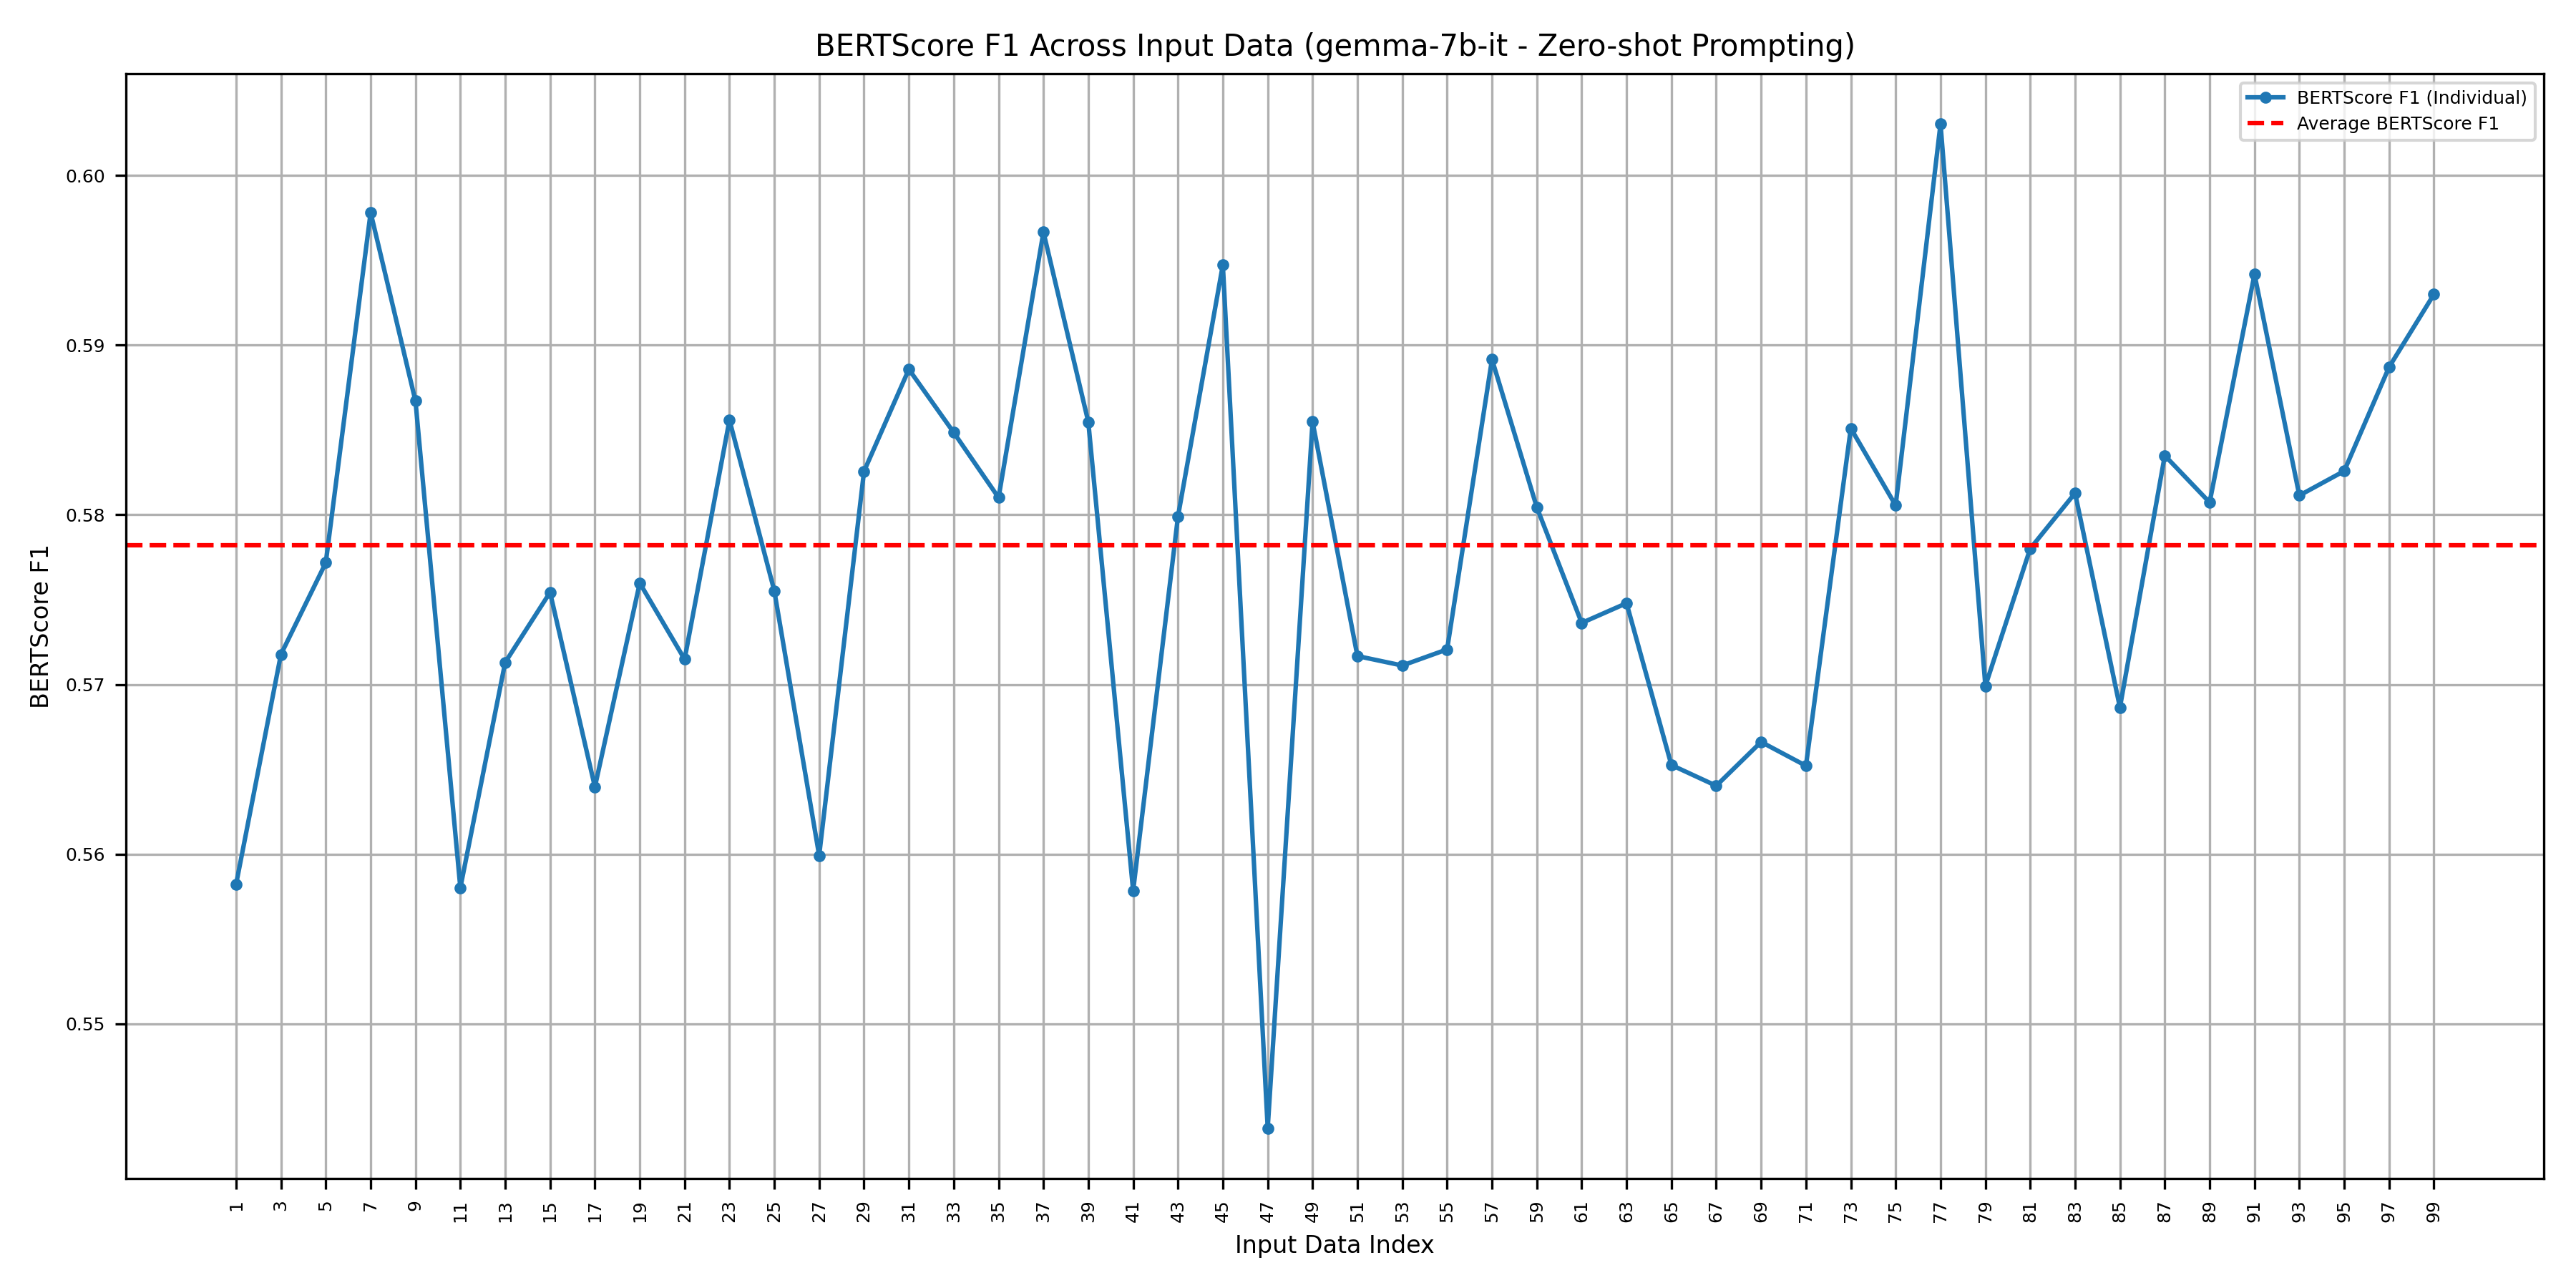 BERTScore F1 Across Input Data (gemma-7b-it - Zero-shot Prompting)
BERTScore F1 (Individual)
Average BERTScore F1
BERTScore F1
0.60
0.59
0.58
0.57
0.56
0.55
1 3 5 7 9 11 13 15 17 19 21 23 25 27 29 31 33 35 37 39 41 43 45 47 49 51 53 55 57 59 61 63 65 67 69 71 73 75 77 79 81 83 85 87 89 91 93 95 97 99
Input Data Index